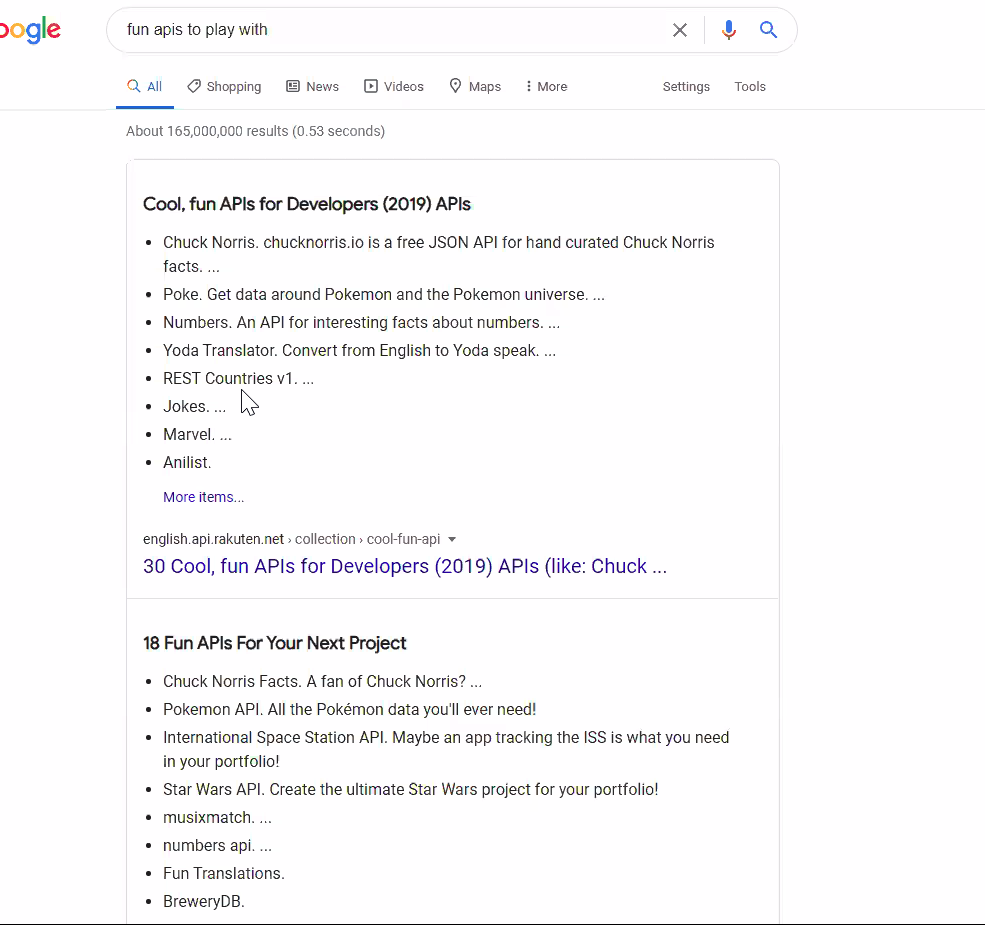 oogle
fun apis to play with
All Shopping News Videos Maps More Settings Tools
About 165,000,000 results (0.53 seconds)
Cool, fun APIs for Developers (2019) APIs
• Chuck Norris. chucknorris.io is a free JSON API for hand curated Chuck Norris
facts. ...
• Poke. Get data around Pokemon and the Pokemon universe. ...
• Numbers. An API for interesting facts about numbers. ...
• Yoda Translator. Convert from English to Yoda speak. ...
• REST Countries v1. ...
• Jokes. ...
• Marvel. ...
• Anilist.
More items...
english.api.rakuten.net › collection › cool-fun-api
30 Cool, fun APIs for Developers (2019) APIs (like: Chuck ...
18 Fun APIs For Your Next Project
• Chuck Norris Facts. A fan of Chuck Norris? ...
• Pokemon API. All the Pokémon data you'll ever need!
• International Space Station API. Maybe an app tracking the ISS is what you need
in your portfolio!
• Star Wars API. Create the ultimate Star Wars project for your portfolio!
• musixmatch. ...
• numbers api. ...
• Fun Translations.
• BreweryDB.